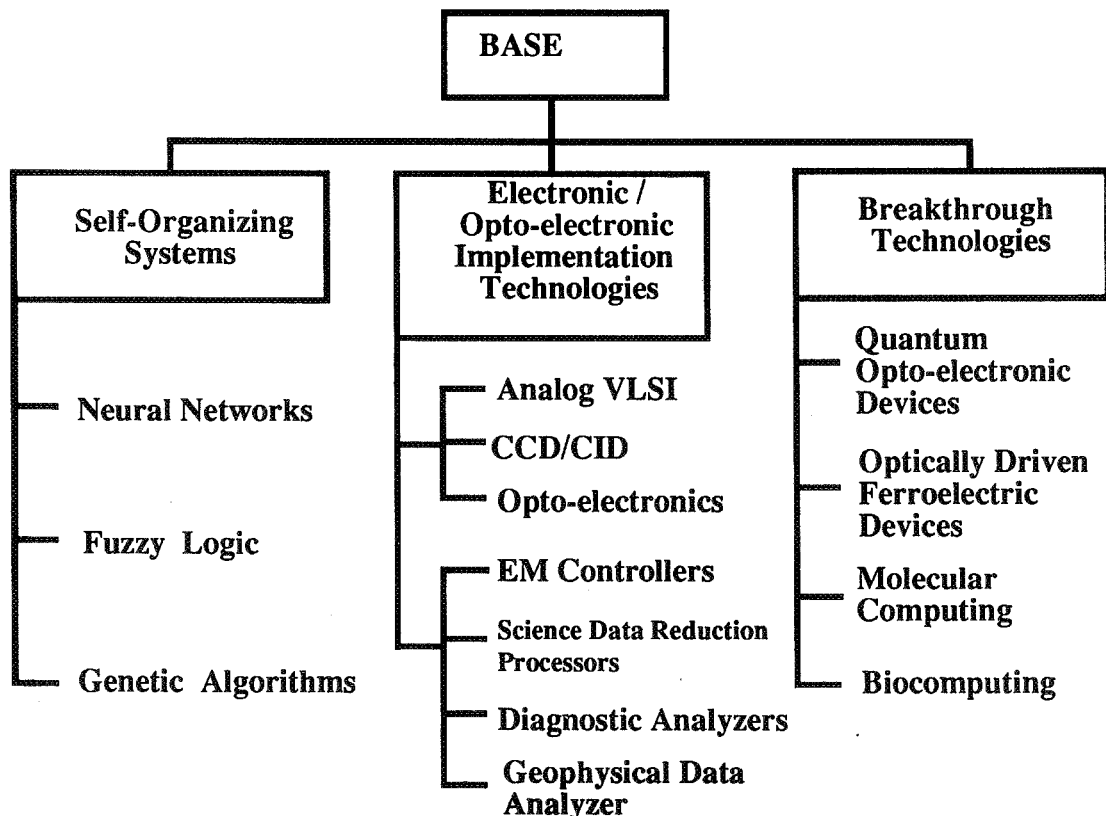 BASE
Self-Organizing
Systems
Neural Networks
Fuzzy Logic
Genetic Algorithms
Electronic /
Opto-electronic
Implementation
Technologies
Analog VLSI
CCD/CID
Opto-electronics
EM Controllers
Science Data Reduction
Processors
Diagnostic Analyzers
Geophysical Data
Analyzer
Breakthrough
Technologies
Quantum
Opto-electronic
Devices
Optically Driven
Ferroelectric
Devices
Molecular
Computing
Biocomputing